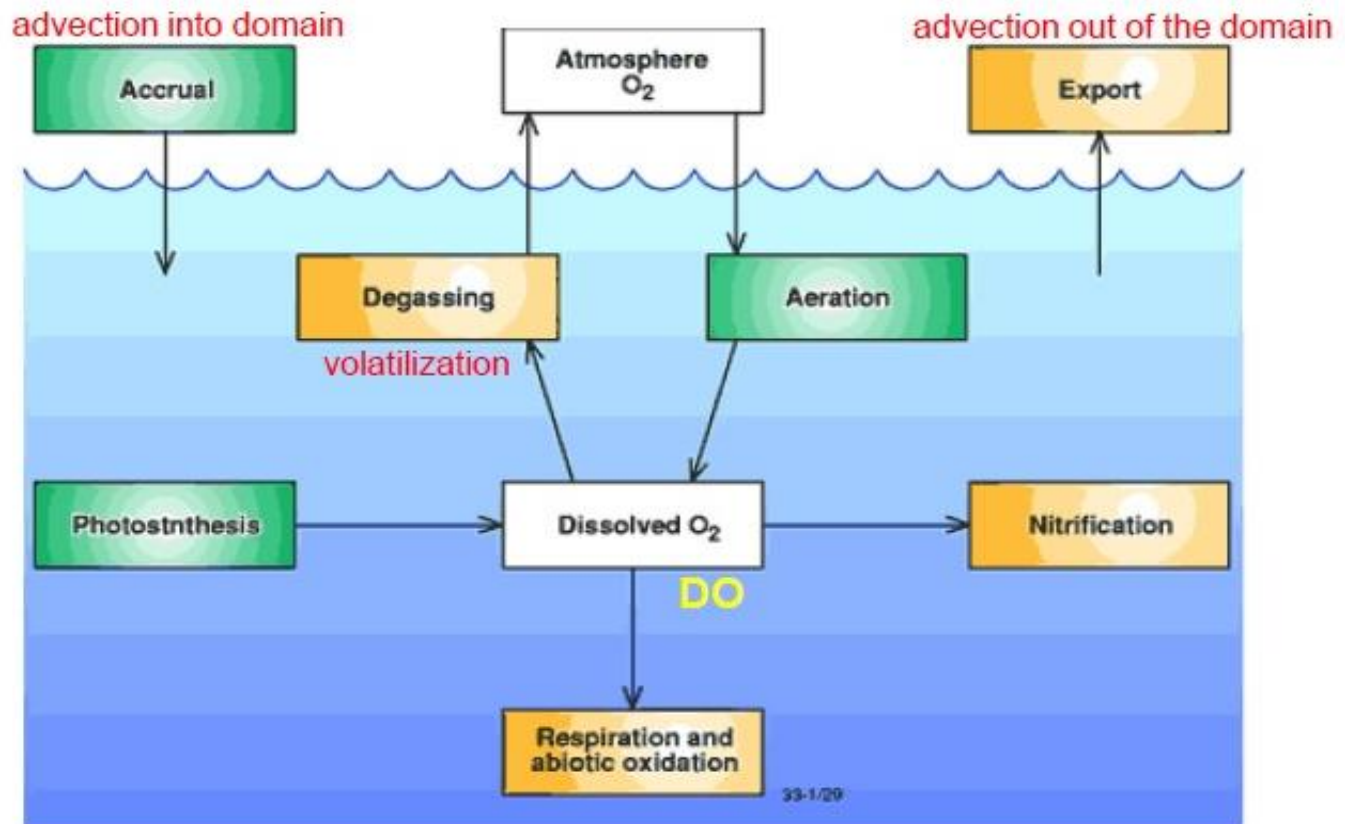 advection into domain
advection out of the domain
Accrual
Atmosphere
O₂
Export
Degassing
Aeration
volatilization
Photostnthesis
Dissolved O₂
Nitrification
DO
Respiration and
abiotic oxidation
33-1/29